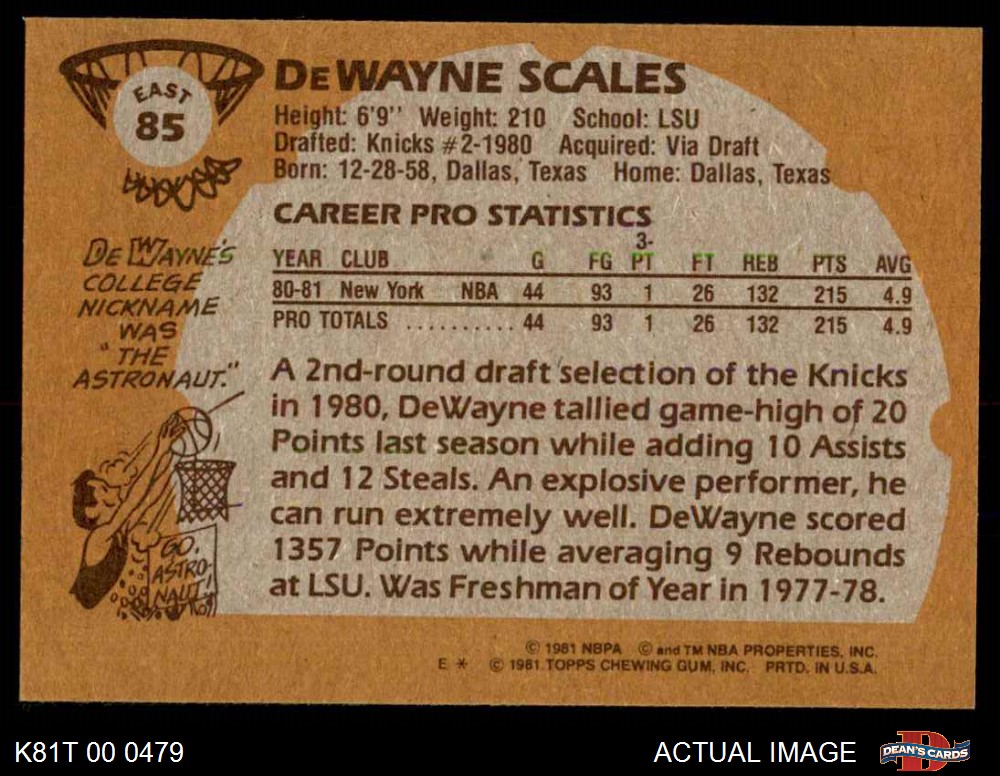 EAST
85
DEWAYNE SCALES
Height: 6'9'' Weight: 210 School: LSU
Drafted: Knicks #2-1980 Acquired: Via Draft
Born: 12-28-58, Dallas, Texas Home: Dallas, Texas
CAREER PRO STATISTICS
YEAR CLUB G FG 3-PT FT REB PTS AVG
80-81 New York NBA 44 93 1 26 132 215 4.9
PRO TOTALS .......... 44 93 1 26 132 215 4.9
DEWAYNE'S
COLLEGE
NICKNAME
WAS
"THE
ASTRONAUT."
GO,
ASTRO-
NAUT!
A 2nd-round draft selection of the Knicks
in 1980, DeWayne tallied game-high of 20
Points last season while adding 10 Assists
and 12 Steals. An explosive performer, he
can run extremely well. DeWayne scored
1357 Points while averaging 9 Rebounds
at LSU. Was Freshman of Year in 1977-78.
© 1981 NBPA © and TM NBA PROPERTIES, INC.
E * © 1981 TOPPS CHEWING GUM, INC. PRTD. IN U.S.A.
K81T 00 0479
ACTUAL IMAGE
DEAN'S CARDS